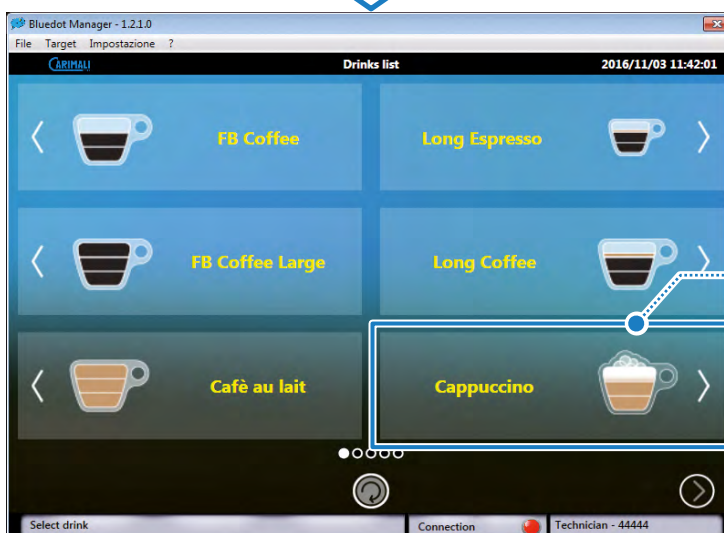 Bluedot Manager - 1.2.1.0
File Target Impostazione ?
CARIMALI Drinks list 2016/11/03 11:42:01
FB Coffee Long Espresso
FB Coffee Large Long Coffee
Cafè au lait Cappuccino
Select drink Connection Technician - 44444